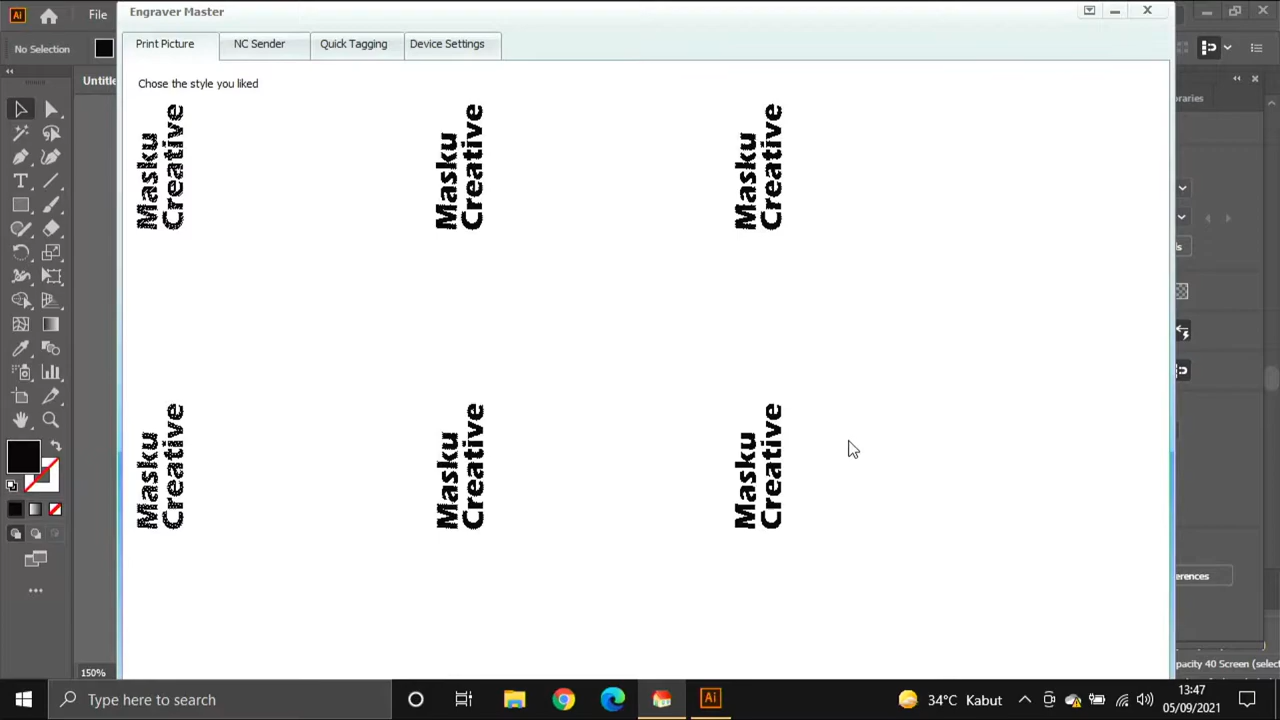 Engraver Master
File
No Selection
Print Picture
NC Sender
Quick Tagging
Device Settings
Chose the style you liked
Masku
Creative
Masku
Creative
Masku
Creative
Masku
Creative
Masku
Creative
Masku
Creative
150%
Type here to search
34°C Kabut
13:47
05/09/2021